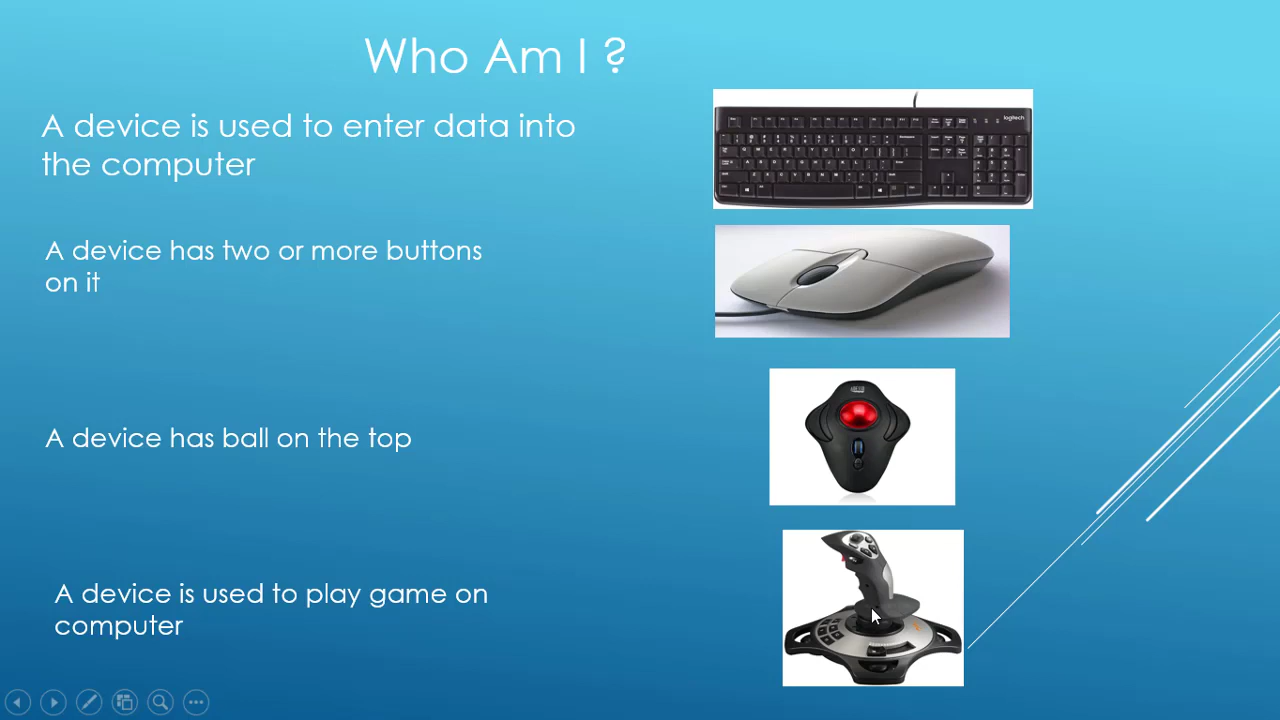 Who Am I ?
A device is used to enter data into
the computer
logitech
A device has two or more buttons
on it
A device has ball on the top
A device is used to play game on
computer